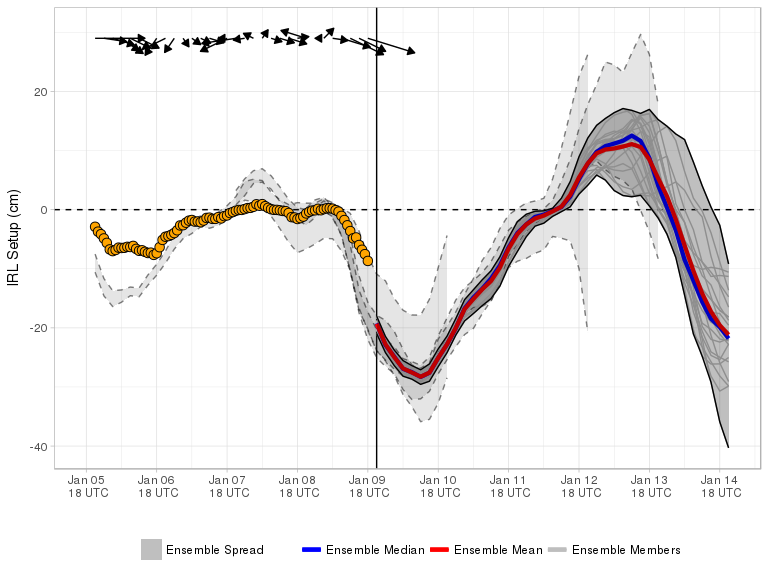 IRL Setup (cm)
20
0
-20
-40
Jan 05 Jan 06 Jan 07 Jan 08 Jan 09 Jan 10 Jan 11 Jan 12 Jan 13 Jan 14
18 UTC 18 UTC 18 UTC 18 UTC 18 UTC 18 UTC 18 UTC 18 UTC 18 UTC 18 UTC
Ensemble Spread Ensemble Median Ensemble Mean Ensemble Members